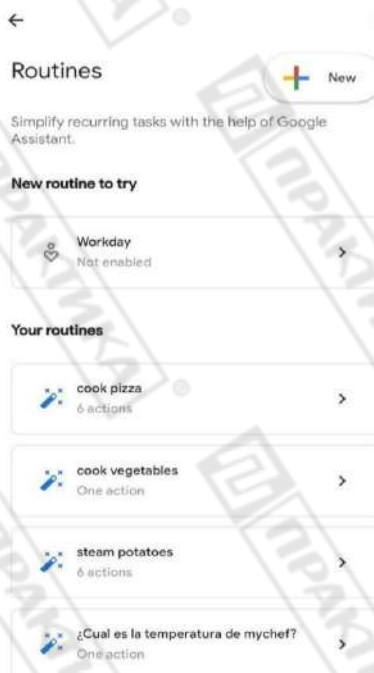 Routines
New
Simplify recurring tasks with the help of Google
Assistant.
New routine to try
Workday
Not enabled
Your routines
cook pizza
6 actions
cook vegetables
One action
steam potatoes
6 actions
¿Cual es la temperatura de mychef?
One action
ПРАКТИКА